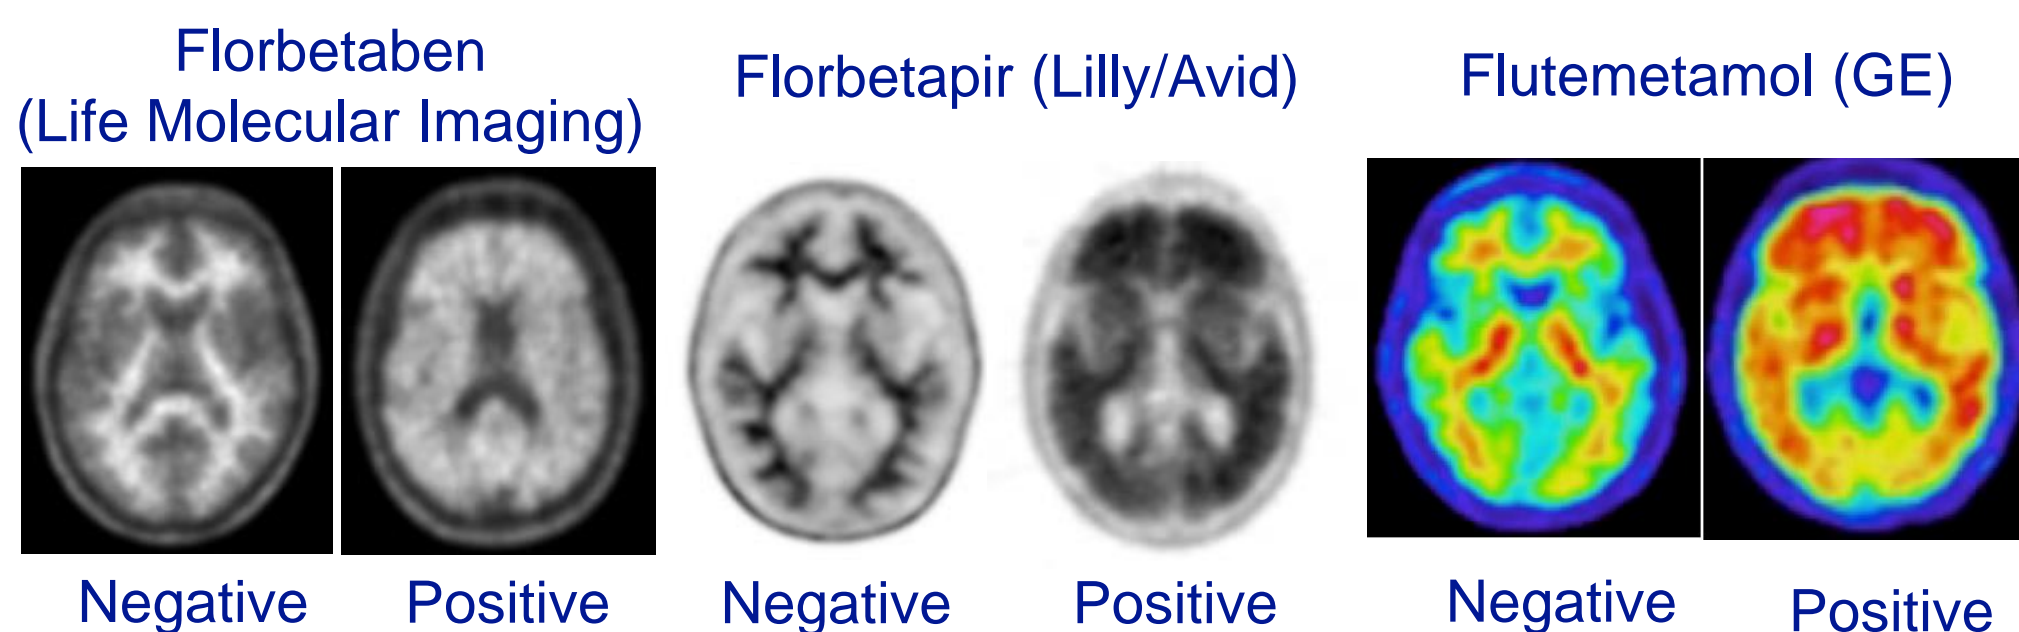 Florbetaben
(Life Molecular Imaging)
Florbetapir (Lilly/Avid)
Flutemetamol (GE)
Negative
Positive
Negative
Positive
Negative
Positive